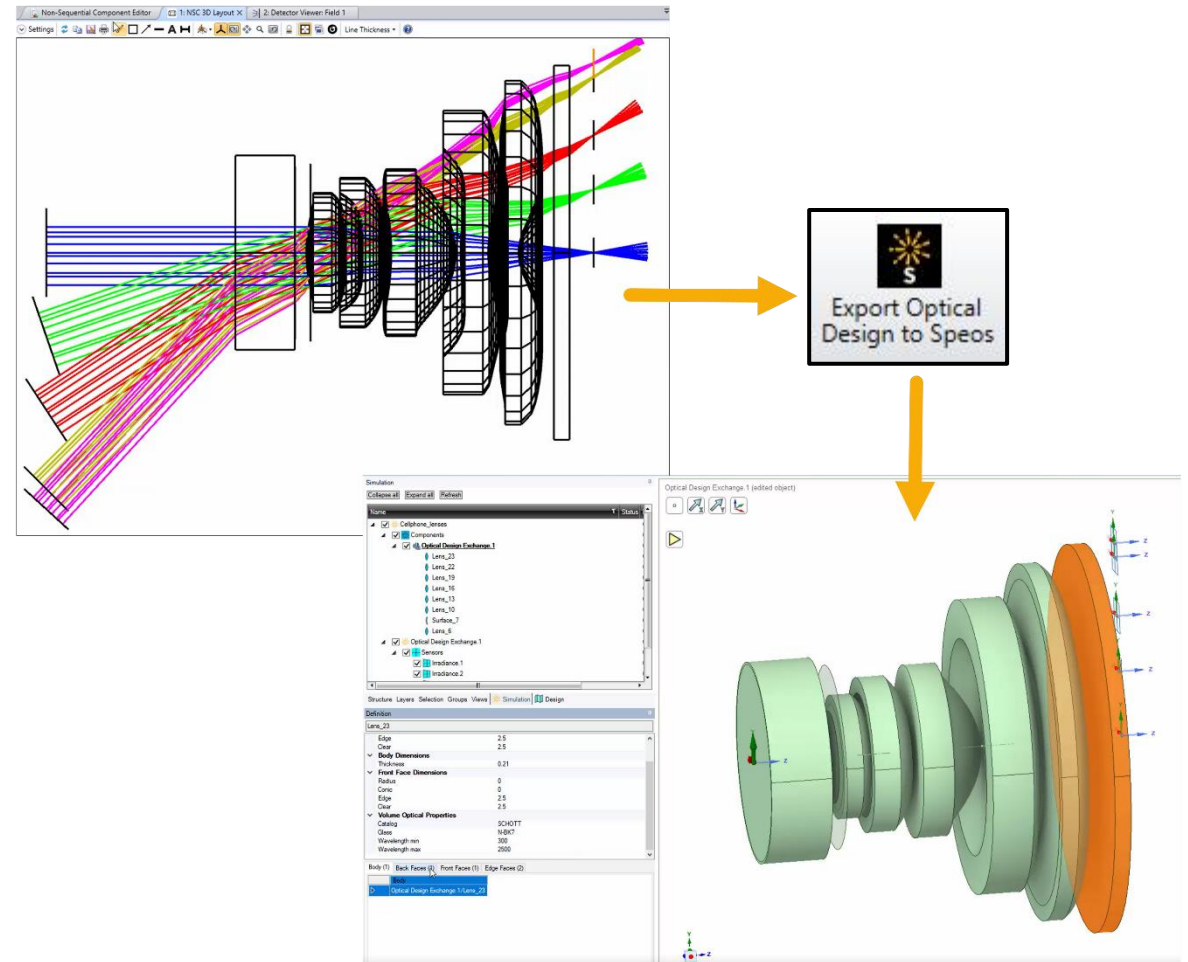 Non-Sequential Component Editor 1: NSC 3D Layout X 2: Detector Viewer: Field 1
Settings A H Line Thickness
S
Export Optical
Design to Speos
Simulation
Collapse all Expand all Refresh
Name Status
Cellphone_lenses
Components
Optical Design Exchange.1
Lens_23
Lens_22
Lens_19
Lens_16
Lens_13
Lens_10
Surface_7
Lens_6
Optical Design Exchange.1
Sensors
Irradiance.1
Irradiance.2
Structure Layers Selection Groups Views Simulation Design
Definition
Lens_23
Edge 2.5
Clear 2.5
Body Dimensions
Thickness 0.21
Front Face Dimensions
Radius 0
Conic 0
Edge 2.5
Clear 2.5
Volume Optical Properties
Catalog SCHOTT
Glass N-BK7
Wavelength min 300
Wavelength max 2500
Body (1) Back Faces (1) Front Faces (1) Edge Faces (2)
Body
Optical Design Exchange.1/Lens_23
Optical Design Exchange.1 (edited object)
Y
Z
Z
Y
Z
Y
Z
Y
Z
Y
Z
Y
Z